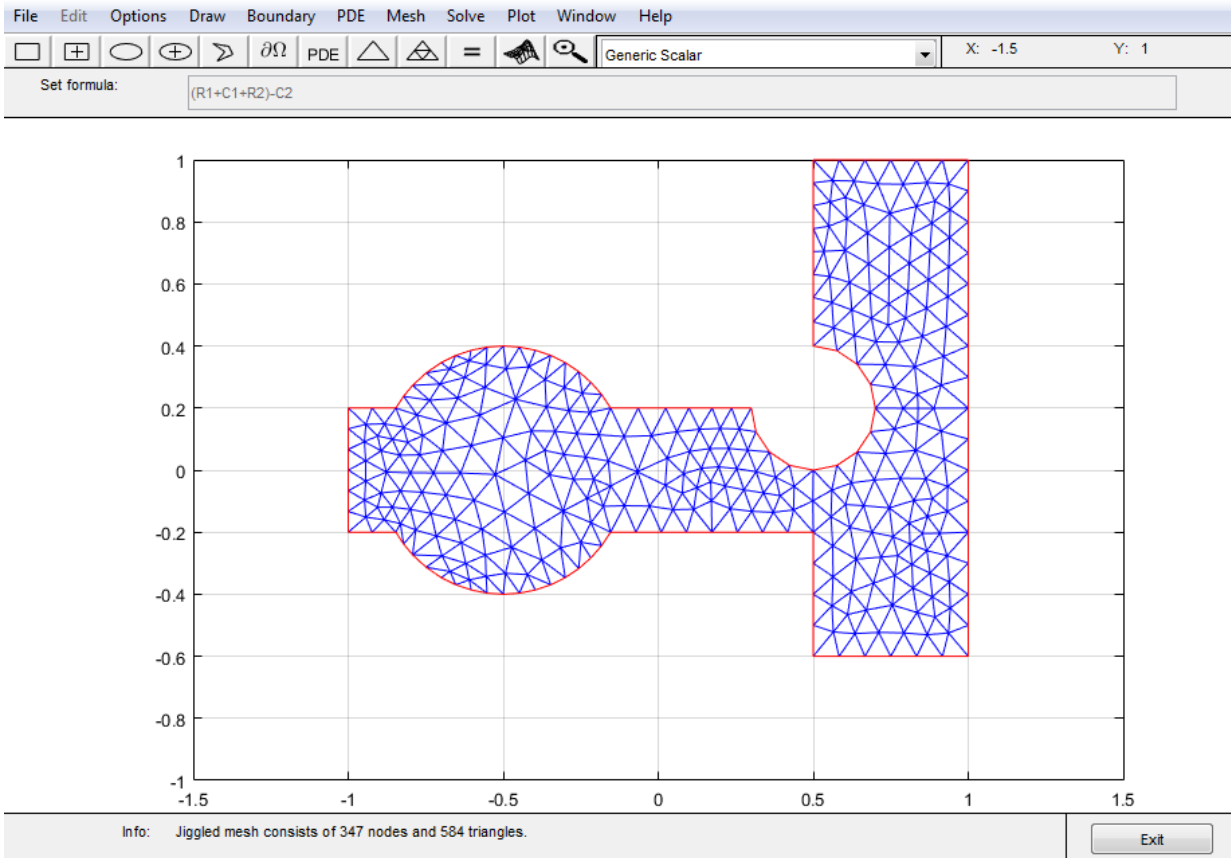 File Edit Options Draw Boundary PDE Mesh Solve Plot Window Help
∂Ω PDE = Generic Scalar X: -1.5 Y: 1
Set formula: (R1+C1+R2)-C2
1
0.8
0.6
0.4
0.2
0
-0.2
-0.4
-0.6
-0.8
-1
-1.5 -1 -0.5 0 0.5 1 1.5
Info: Jiggled mesh consists of 347 nodes and 584 triangles. Exit